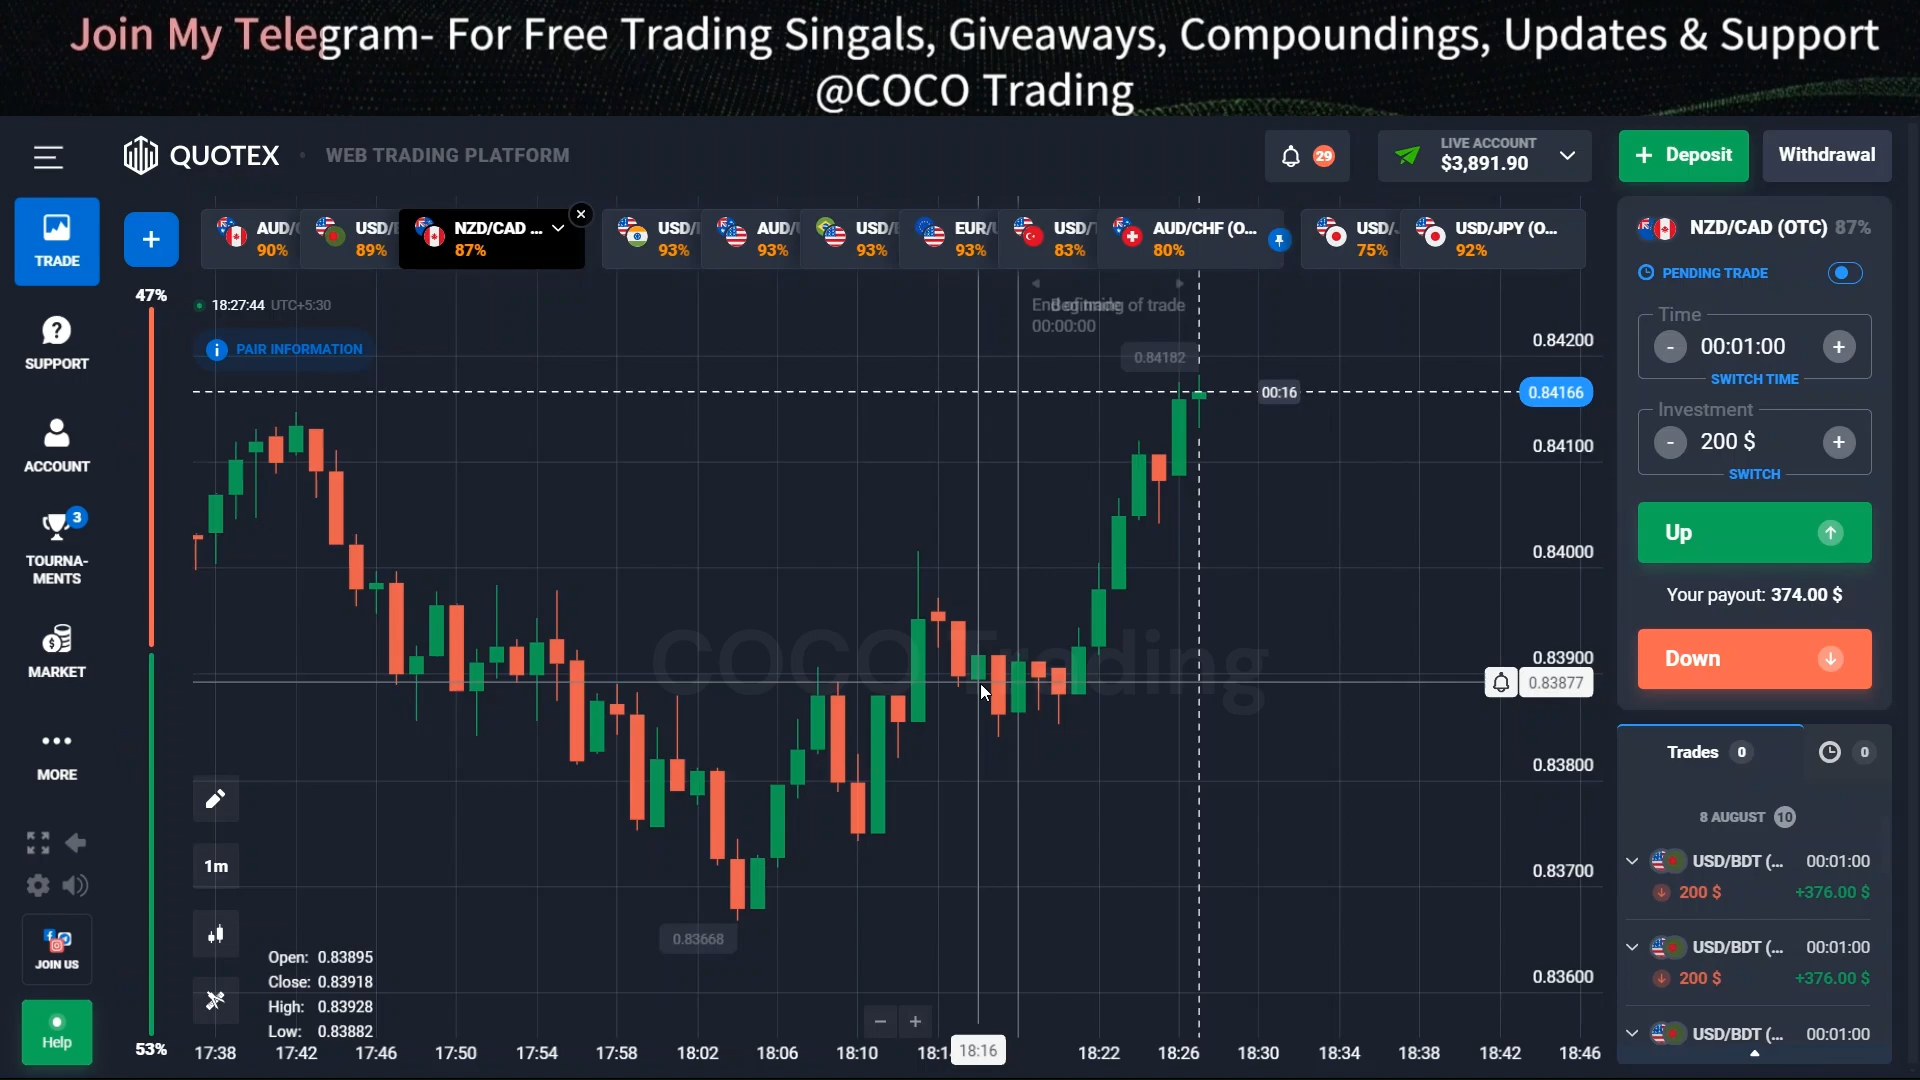 Join My Telegram- For Free Trading Singals, Giveaways, Compoundings, Updates & Support
@COCO Trading
QUOTEX
WEB TRADING PLATFORM
29
LIVE ACCOUNT
$3,891.90
+ Deposit
Withdrawal
TRADE
SUPPORT
ACCOUNT
3
TOURNA-
MENTS
MARKET
MORE
JOIN US
Help
+
AUD/
90%
USD/
89%
NZD/CAD ...
87%
USD/
93%
AUD/
93%
USD/
93%
EUR/
93%
USD/
83%
AUD/CHF (O...
80%
USD/
75%
USD/JPY (O...
92%
47%
53%
18:27:44 UTC+5:30
PAIR INFORMATION
of trade
00:00:00
0.84182
00:16
0.84200
0.84166
0.84100
0.84000
0.83900
0.83877
0.83800
0.83700
0.83600
COCO Trading
0.83668
1m
Open: 0.83895
Close: 0.83918
High: 0.83928
Low: 0.83882
17:38
17:42
17:46
17:50
17:54
17:58
18:02
18:06
18:10
18:1
18:16
18:22
18:26
18:30
18:34
18:38
18:42
18:46
NZD/CAD (OTC) 87%
PENDING TRADE
Time
- 00:01:00 +
SWITCH TIME
Investment
- 200 $ +
SWITCH
Up
Your payout: 374.00 $
Down
Trades 0
0
8 AUGUST 10
USD/BDT (... 00:01:00
200 $ +376.00 $
USD/BDT (... 00:01:00
200 $ +376.00 $
USD/BDT (... 00:01:00